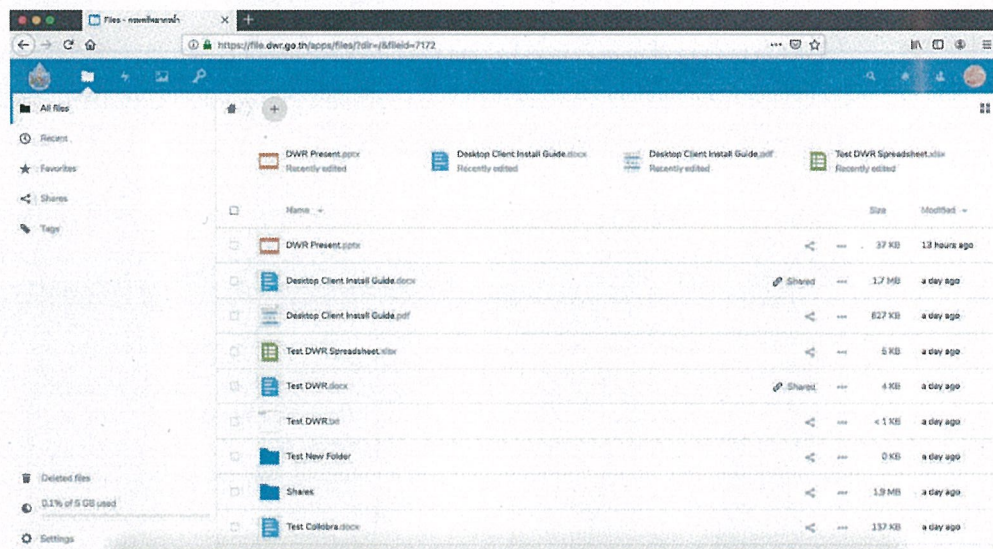 Files - กรมทรัพยากรน้ำ
https://file.dwr.go.th/apps/files/?dir=/&fileid=7172
All files
Recent
Favorites
Shares
Tags
DWR Present.pptx
Recently edited
Desktop Client Install Guide.docx
Recently edited
Desktop Client Install Guide.pdf
Recently edited
Test DWR Spreadsheet.xlsx
Recently edited
Name Size Modified
DWR Present.pptx 37 KB 13 hours ago
Desktop Client Install Guide.docx Shared 1.7 MB a day ago
Desktop Client Install Guide.pdf 827 KB a day ago
Test DWR Spreadsheet.xlsx 5 KB a day ago
Test DWR.docx Shared 4 KB a day ago
Test DWR.txt < 1 KB a day ago
Test New Folder 0 KB a day ago
Shares 1.9 MB a day ago
Test Collobra.docx 137 KB a day ago
Deleted files
0.1% of 5 GB used
Settings